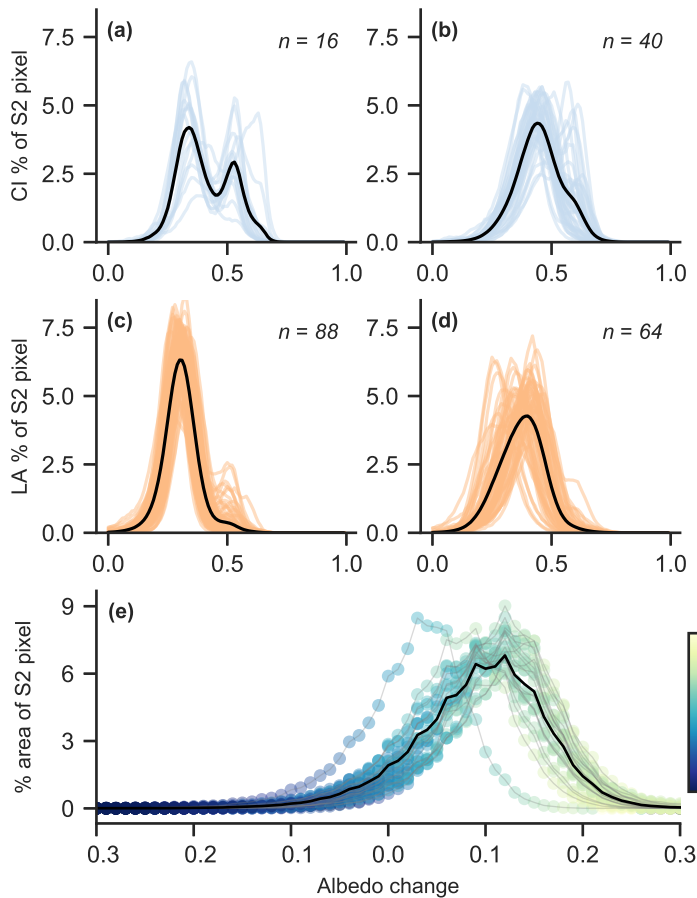 (a) n = 16
(b) n = 40
CI % of S2 pixel
7.5
5.0
2.5
0.0
7.5
5.0
2.5
0.0
0.0 0.5 1.0
0.0 0.5 1.0
(c) n = 88
(d) n = 64
LA % of S2 pixel
7.5
5.0
2.5
0.0
7.5
5.0
2.5
0.0
0.0 0.5 1.0
0.0 0.5 1.0
(e)
% area of S2 pixel
9
6
3
0
0.3 0.2 0.1 0.0 0.1 0.2 0.3
Albedo change